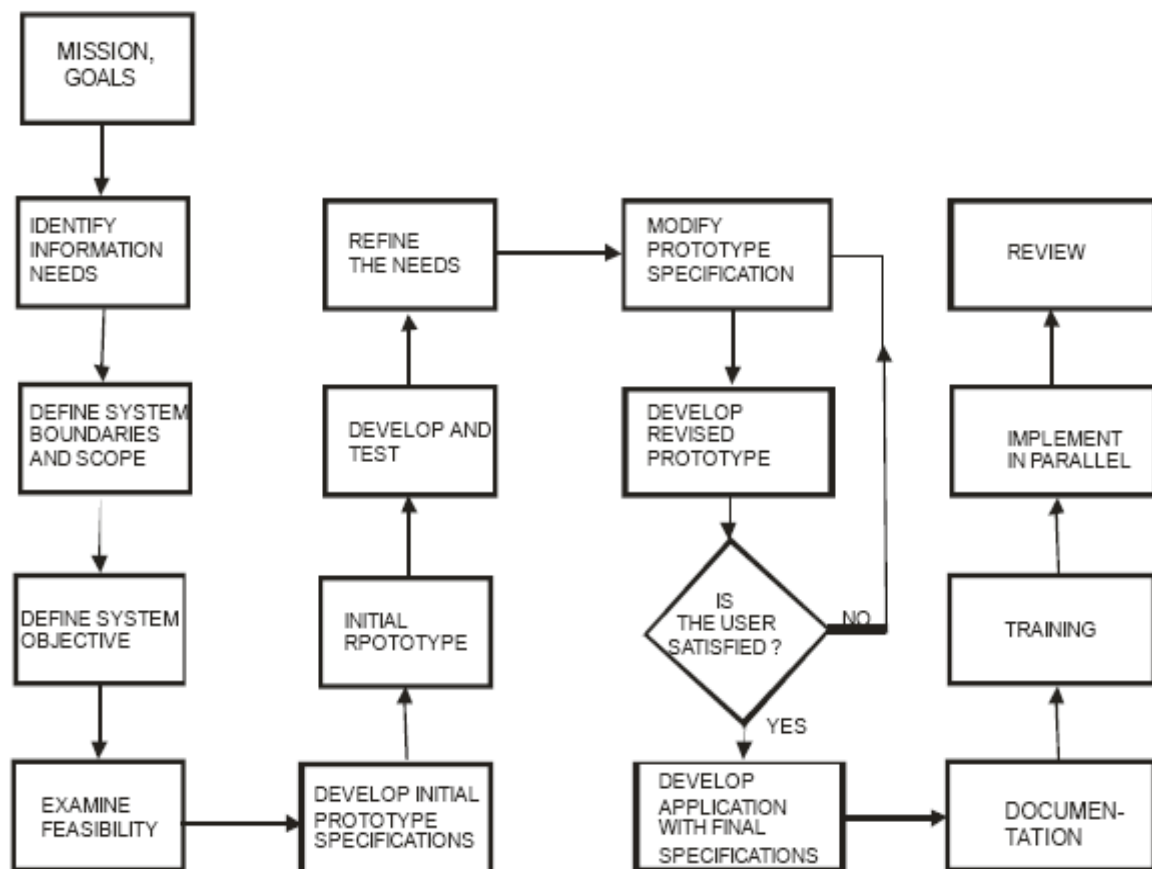 MISSION,
GOALS
IDENTIFY
INFORMATION
NEEDS
DEFINE SYSTEM
BOUNDARIES
AND SCOPE
DEFINE SYSTEM
OBJECTIVE
EXAMINE
FEASIBILITY
DEVELOP INITIAL
PROTOTYPE
SPECIFICATIONS
INITIAL
RPOTOTYPE
DEVELOP AND
TEST
REFINE
THE NEEDS
MODIFY
PROTOTYPE
SPECIFICATION
DEVELOP
REVISED
PROTOTYPE
IS
THE USER
SATISFIED ?
NO
YES
DEVELOP
APPLICATION
WITH FINAL
SPECIFICATIONS
DOCUMEN-
TATION
TRAINING
IMPLEMENT
IN PARALLEL
REVIEW